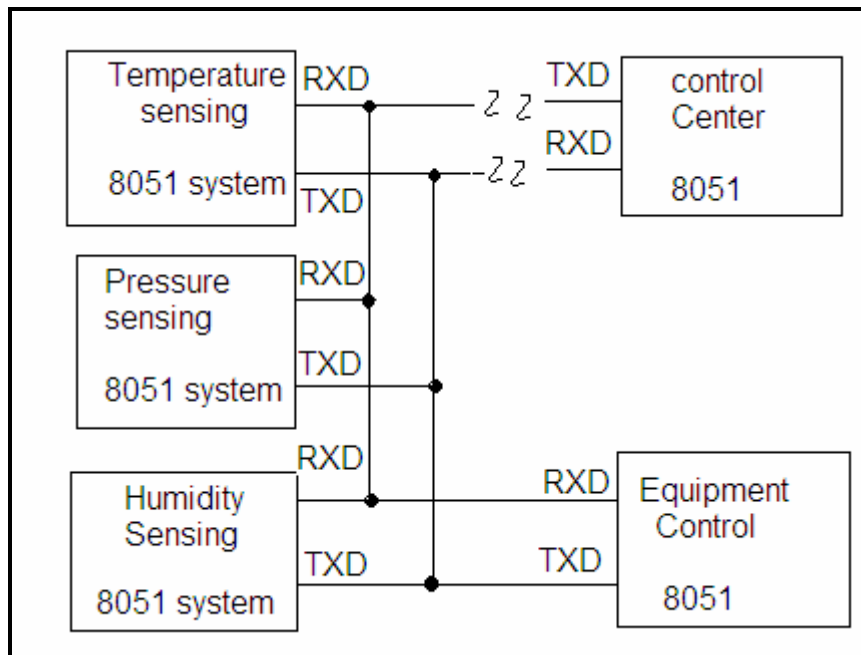 Temperature
sensing
8051 system
RXD
TXD
TXD
RXD
control
Center
8051
Pressure
sensing
8051 system
RXD
TXD
Humidity
Sensing
8051 system
RXD
TXD
RXD
TXD
Equipment
Control
8051